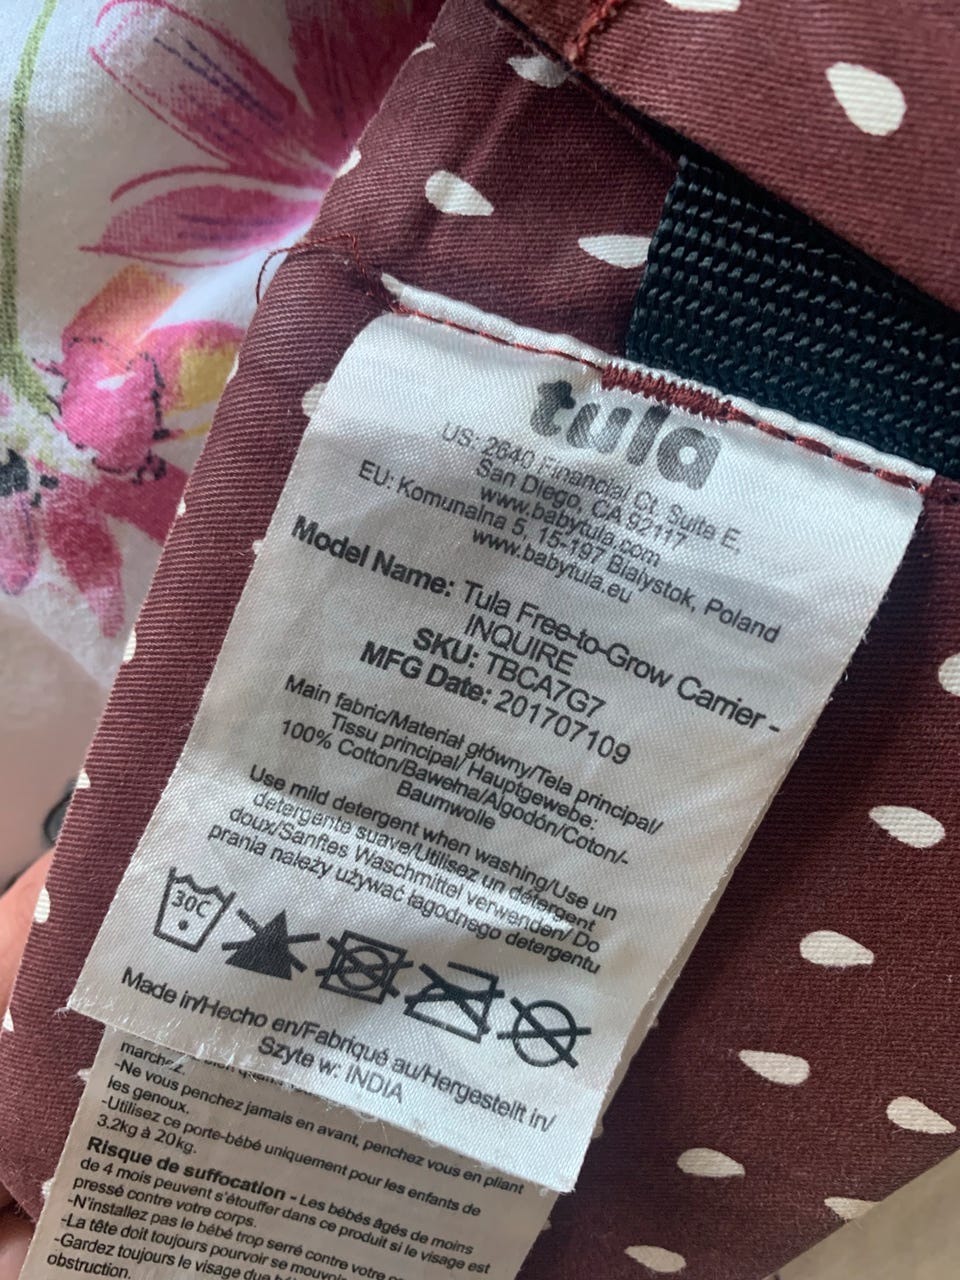 tula
US: 2640 Financial Ct. Suite E,
San Diego, CA 92117
www.babytula.com
EU: Komunalna 5, 15-197 Bialystok, Poland
www.babytula.eu
Model Name: Tula Free-to-Grow Carrier -
INQUIRE
SKU: TBCA7G7
MFG Date: 201707109
Main fabric/Materiał główny/Tela principal/
Tissu principal/ Hauptgewebe:
100% Cotton/Bawełna/Algodón/Coton/-
Baumwolle
Use mild detergent when washing/Use un
detergente suave/Utilisez un détergent
doux/Sanftes Waschmittel verwenden/ Do
prania należy używać łagodnego detergentu
30C
Made in/Hecho en/Fabriqué au/Hergestellt in/
Szyte w: INDIA
marchez.
-Ne vous penchez jamais en avant, penchez vous en pliant
les genoux.
-Utilisez ce porte-bébé uniquement pour les enfants de
3.2kg à 20kg.
Risque de suffocation - Les bébés âgés de moins
de 4 mois peuvent s'étouffer dans ce produit si le visage est
pressé contre votre corps.
-N'installez pas le bébé trop serré contre votre
-La tête doit toujours pourvoir se mouvoir
-Gardez toujours le visage due
obstruction.